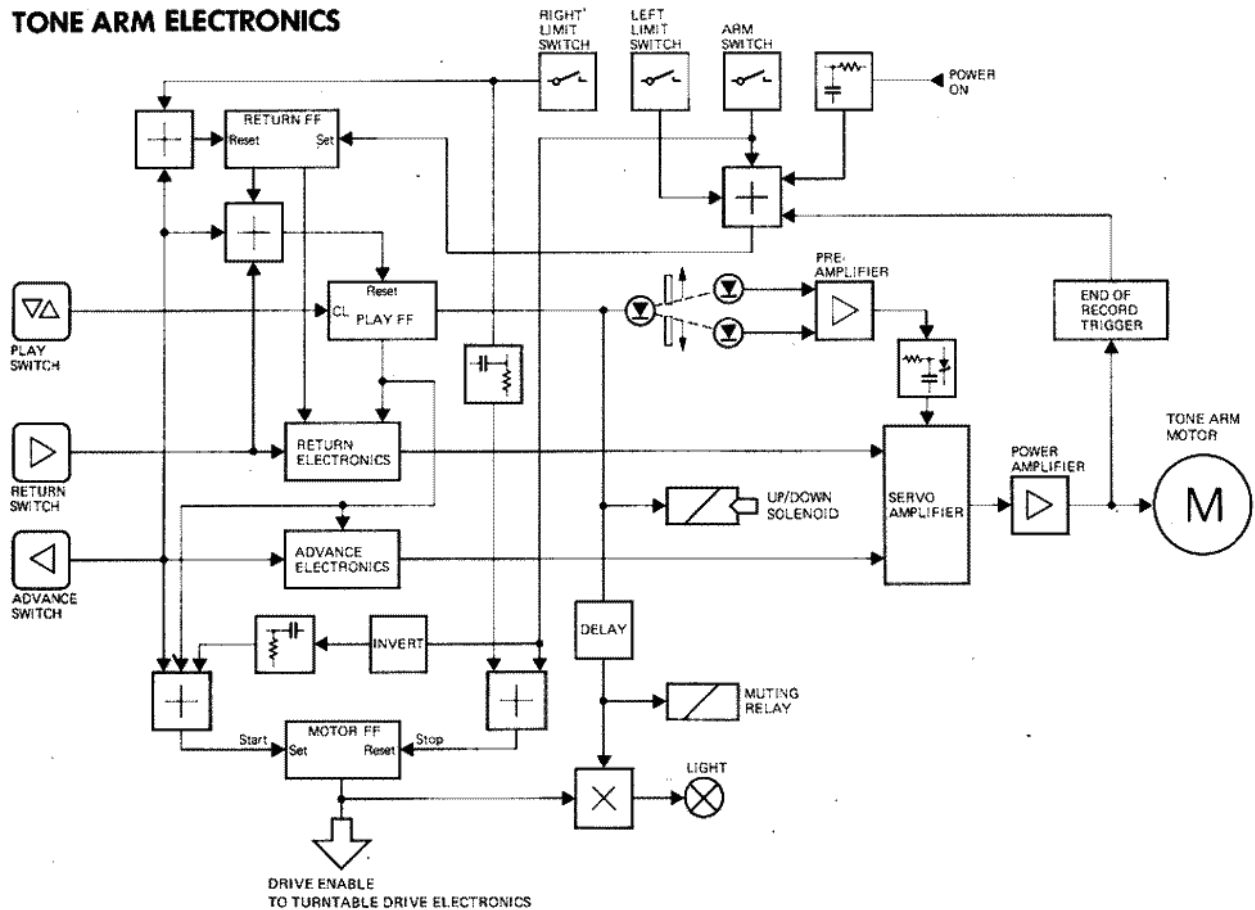 TONE ARM ELECTRONICS
RIGHT'
LIMIT
SWITCH
LEFT
LIMIT
SWITCH
ARM
SWITCH
POWER
ON
RETURN FF
Reset
Set
PLAY
SWITCH
Reset
CL
PLAY FF
PRE-
AMPLIFIER
END OF
RECORD
TRIGGER
RETURN
SWITCH
RETURN
ELECTRONICS
UP/DOWN
SOLENOID
SERVO
AMPLIFIER
POWER
AMPLIFIER
TONE ARM
MOTOR
M
ADVANCE
SWITCH
ADVANCE
ELECTRONICS
INVERT
DELAY
MUTING
RELAY
MOTOR FF
Start
Set
Reset
Stop
LIGHT
DRIVE ENABLE
TO TURNTABLE DRIVE ELECTRONICS